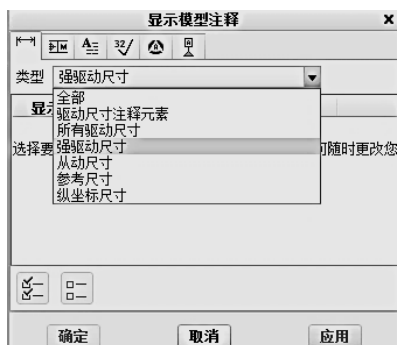 显示模型注释
类型 强驱动尺寸
全部
驱动尺寸注释元素
所有驱动尺寸
强驱动尺寸
从动尺寸
参考尺寸
纵坐标尺寸
显
选择要
可随时更改您
确定 取消 应用